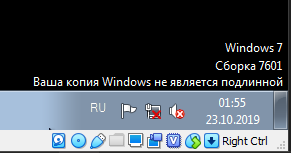 Windows 7
Сборка 7601
Ваша копия Windows не является подлинной
RU
01:55
23.10.2019
Right Ctrl